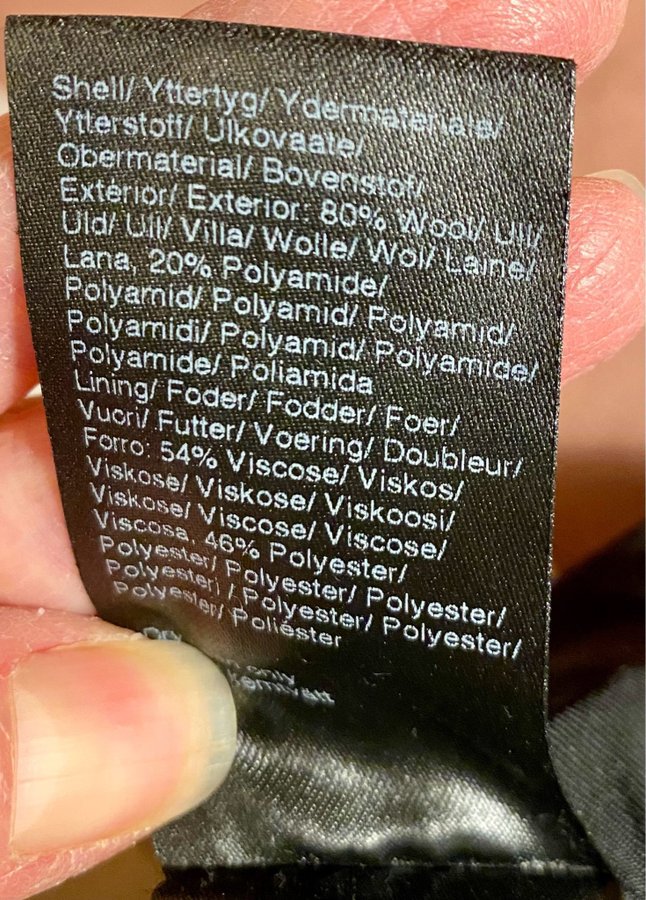 Shell/ Yttertyg/ Ydermateriale/
Ytterstoff/ Ulkovaate/
Obermaterial/ Bovenstof/
Exterior/ Exterior: 80% Wool/ Ull/
Uld/ Ull/ Villa/ Wolle/ Wol/ Laine/
Lana, 20% Polyamide/
Polyamid/ Polyamid/ Polyamid/
Polyamidi/ Polyamid/ Polyamide/
Polyamide/ Poliamida
Lining/ Foder/ Fodder/ Foer/
Vuori/ Futter/ Voering/ Doubleur/
Forro: 54% Viscose/ Viskos/
Viskose/ Viskose/ Viskoosi/
Viskose/ Viscose/ Viscose/
Viscosa, 46% Polyester/
Polyester/ Polyester/ Polyester/
Polyesteri / Polyester/ Polyester/
Polyester/ Poliéster
Dry
only